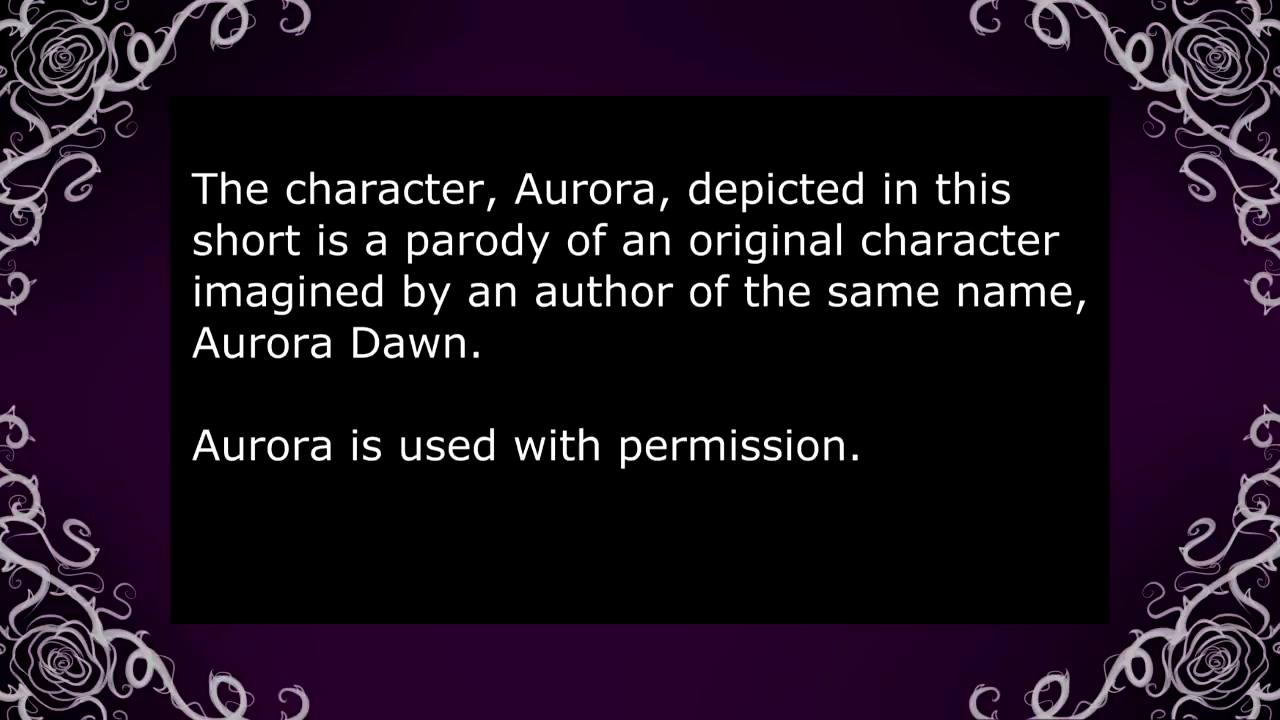 The character, Aurora, depicted in this
short is a parody of an original character
imagined by an author of the same name,
Aurora Dawn.
Aurora is used with permission.